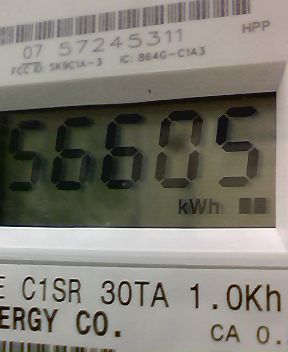 HPP
07 57245311
FCC ID: SK9C1A-3 IC: 864G-C1A3
56605
kWh
E C1SR 30TA 1.0Kh
ERGY CO.
CA 0.